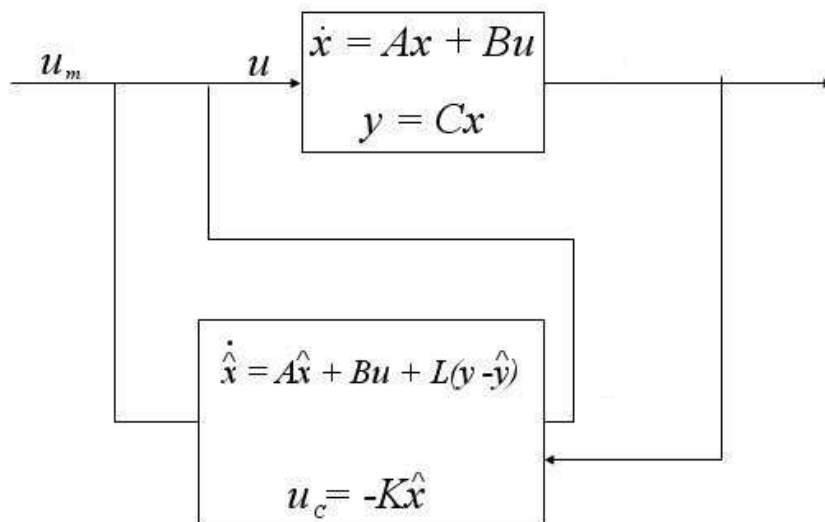 ẋ = Ax + Bu
u_m
u
y = Cx
x̂̇ = Ax̂ + Bu + L(y -ŷ)
u_c = -Kx̂